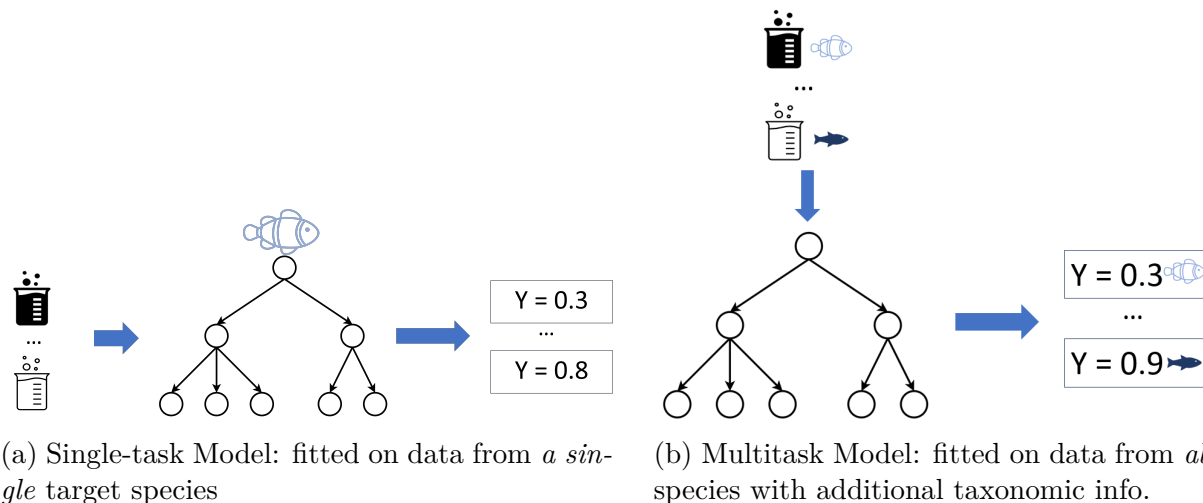 ...
...
Y = 0.3
...
Y = 0.8
Y = 0.3
...
Y = 0.9
(a) Single-task Model: fitted on data from a sin-
gle target species
(b) Multitask Model: fitted on data from al
species with additional taxonomic info.